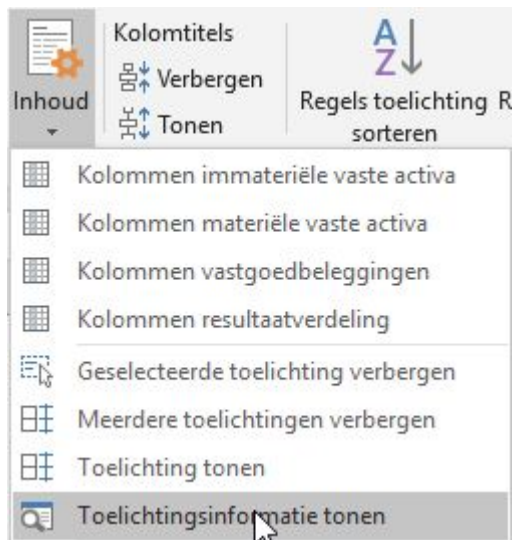 Inhoud
Kolomtitels
Verbergen
Tonen
A
Z
Regels toelichting
sorteren
R
Kolommen immateriële vaste activa
Kolommen materiële vaste activa
Kolommen vastgoedbeleggingen
Kolommen resultaatverdeling
Geselecteerde toelichting verbergen
Meerdere toelichtingen verbergen
Toelichting tonen
Toelichtingsinformatie tonen